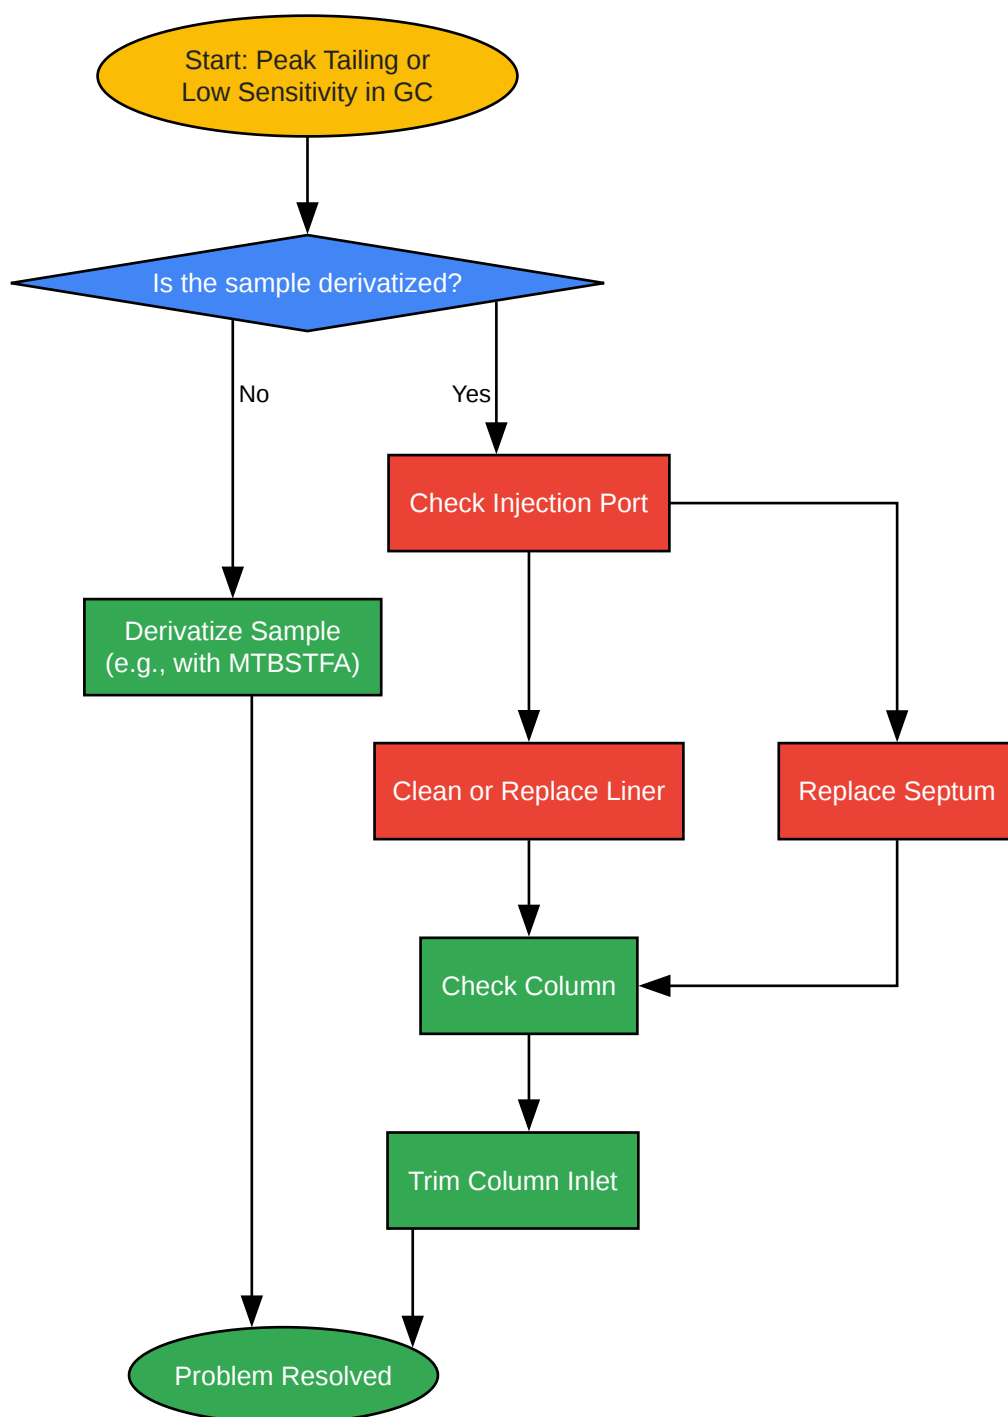 Start: Peak Tailing or
Low Sensitivity in GC
Is the sample derivatized?
No
Yes
Check Injection Port
Derivatize Sample
(e.g., with MTBSTFA)
Clean or Replace Liner
Replace Septum
Check Column
Trim Column Inlet
Problem Resolved